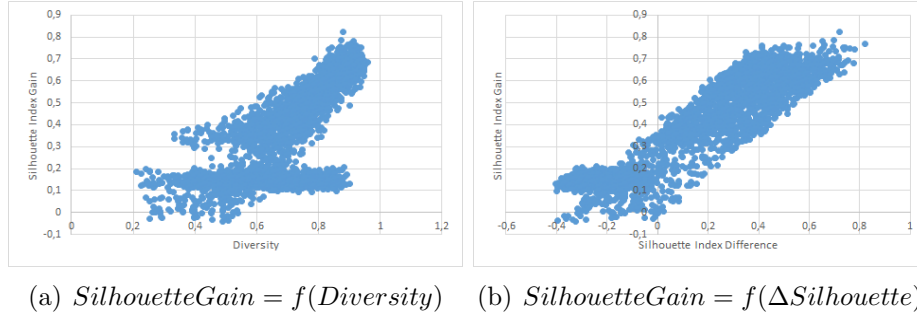 0,9
0,8
0,7
0,6
0,5
0,4
0,3
0,2
0,1
0
-0,1
Silhouette Index Gain
0 0,2 0,4 0,6 0,8 1 1,2
Diversity
0,9
0,8
0,7
0,6
0,5
0,4
0,3
0,2
0,1
0
-0,1
Silhouette Index Gain
-0,6 -0,4 -0,2 0 0,2 0,4 0,6 0,8 1
Silhouette Index Difference
(a) SilhouetteGain = f(Diversity)
(b) SilhouetteGain = f(ΔSilhouette)